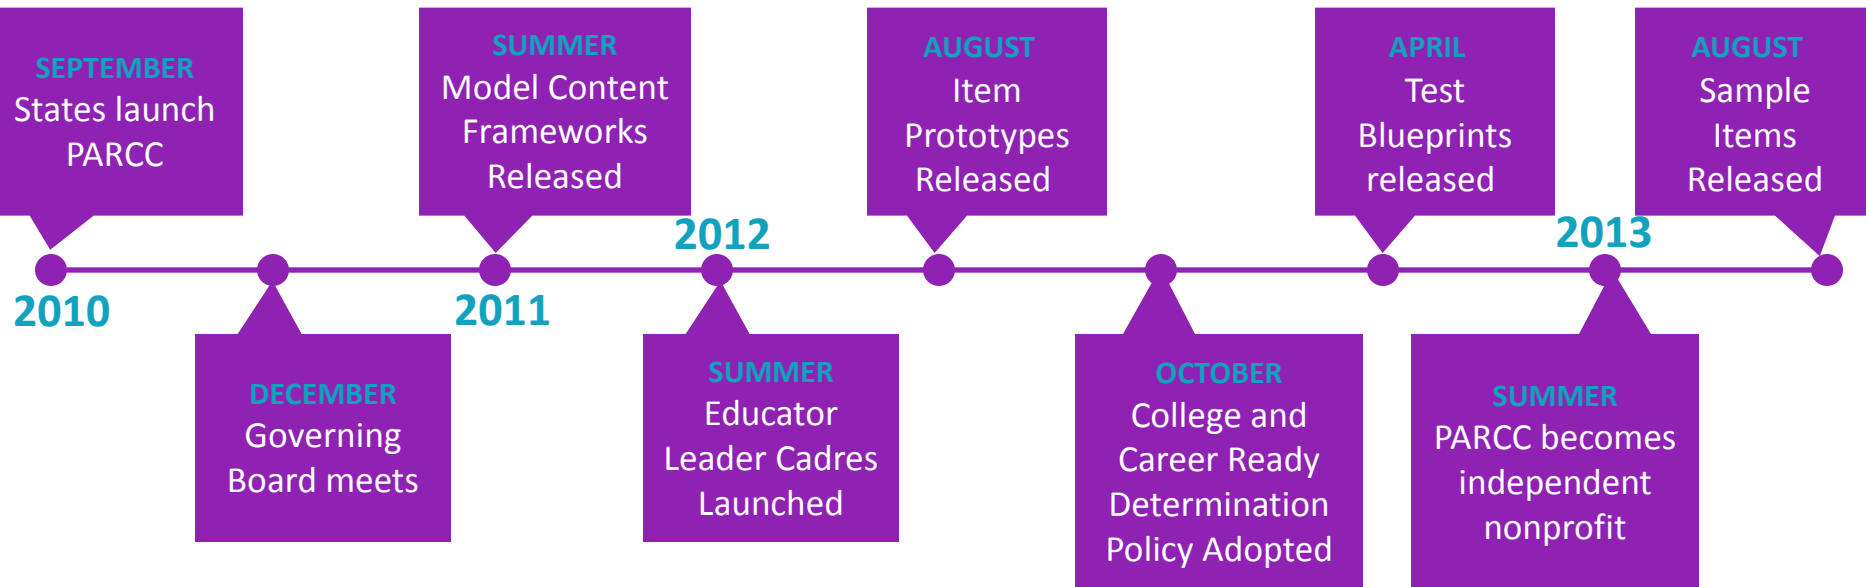 SEPTEMBER
States launch
PARCC
SUMMER
Model Content
Frameworks
Released
AUGUST
Item
Prototypes
Released
APRIL
Test
Blueprints
released
AUGUST
Sample
Items
Released
2010
2011
2012
2013
DECEMBER
Governing
Board meets
SUMMER
Educator
Leader Cadres
Launched
OCTOBER
College and
Career Ready
Determination
Policy Adopted
SUMMER
PARCC becomes
independent
nonprofit